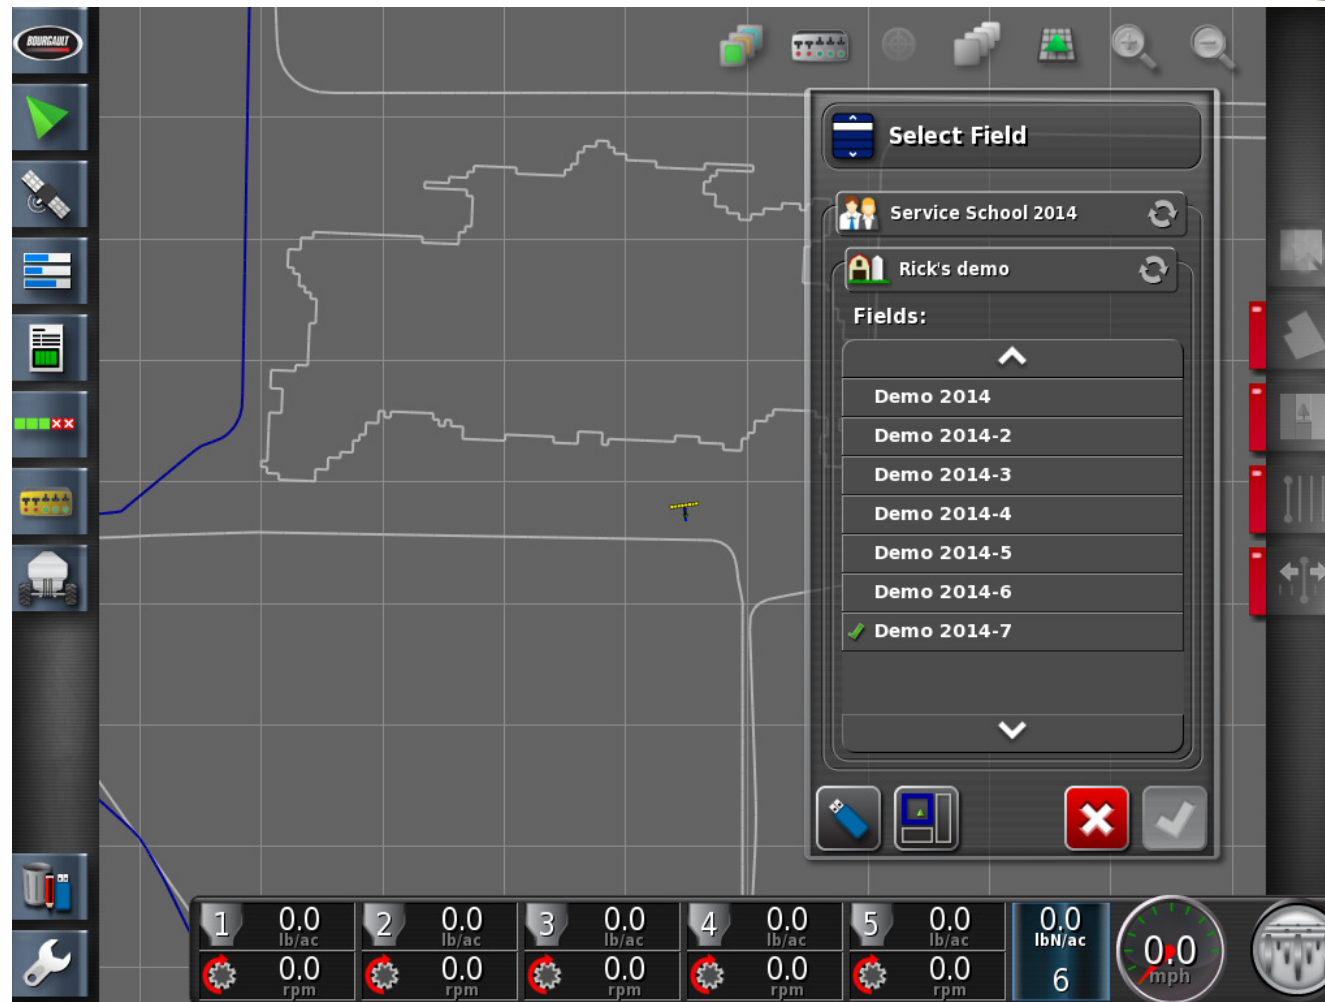 BOURGAULT
Select Field
Service School 2014
Rick's demo
Fields:
Demo 2014
Demo 2014-2
Demo 2014-3
Demo 2014-4
Demo 2014-5
Demo 2014-6
Demo 2014-7
1 0.0 lb/ac
0.0 rpm
2 0.0 lb/ac
0.0 rpm
3 0.0 lb/ac
0.0 rpm
4 0.0 lb/ac
0.0 rpm
5 0.0 lb/ac
0.0 rpm
0.0
lbN/ac
6
0.0
mph